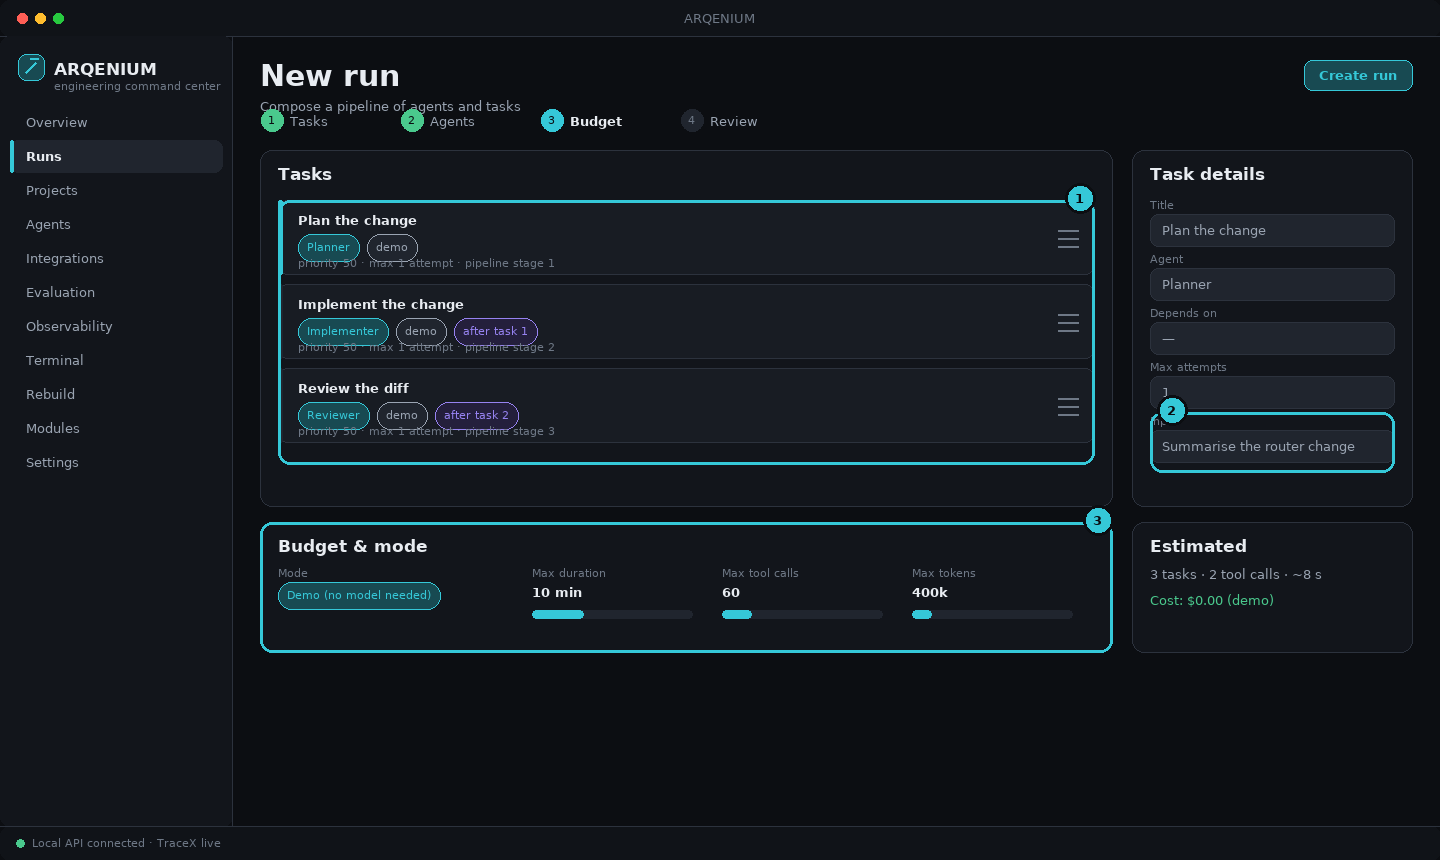 ARQENIUM
ARQENIUM
engineering command center
Overview
Runs
Projects
Agents
Integrations
Evaluation
Observability
Terminal
Rebuild
Modules
Settings
New run
Compose a pipeline of agents and tasks
Create run
1 Tasks 2 Agents 3 Budget 4 Review
Tasks
1
Plan the change
Planner demo
priority 50 · max 1 attempt · pipeline stage 1
Implement the change
Implementer demo after task 1
priority 50 · max 1 attempt · pipeline stage 2
Review the diff
Reviewer demo after task 2
priority 50 · max 1 attempt · pipeline stage 3
Task details
Title
Plan the change
Agent
Planner
Depends on
—
Max attempts
1
2
Summarise the router change
3
Budget & mode
Mode
Demo (no model needed)
Max duration
10 min
Max tool calls
60
Max tokens
400k
Estimated
3 tasks · 2 tool calls · ~8 s
Cost: $0.00 (demo)
Local API connected · TraceX live